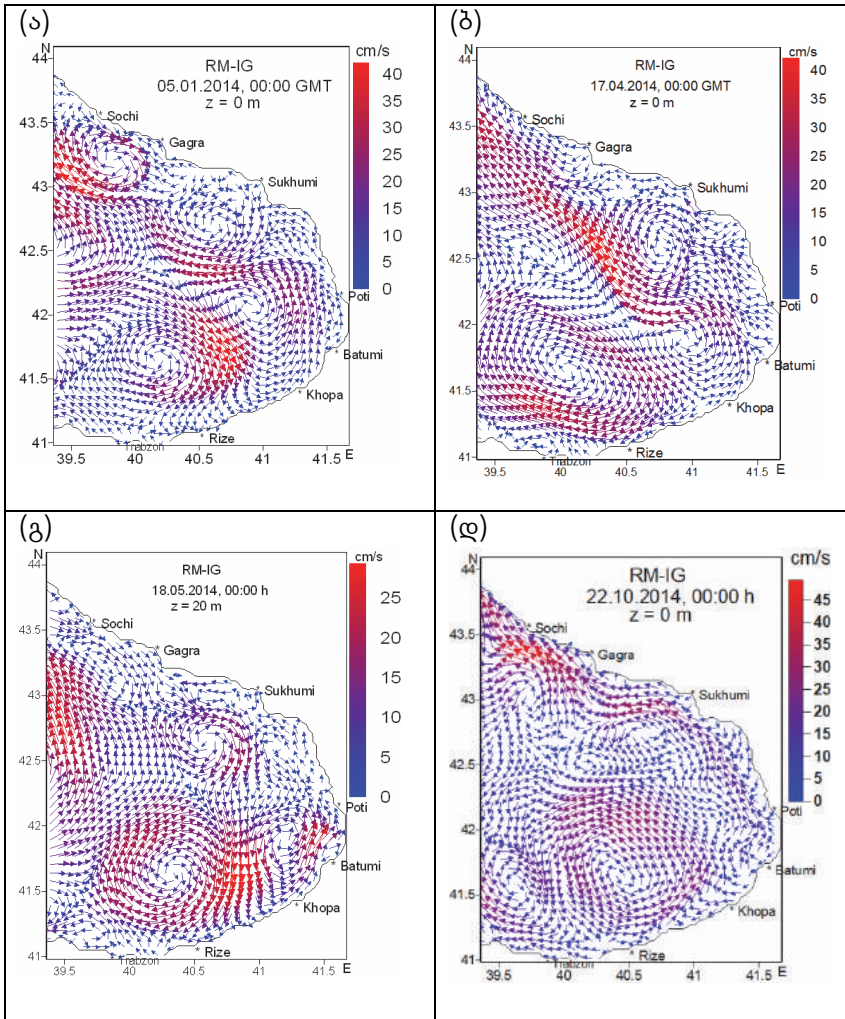 (ა)
cm/s
N
44
RM-IG
05.01.2014, 00:00 GMT
z = 0 m
40
35
30
25
20
15
10
5
0
Sochi
Gagra
Sukhumi
Poti
Batumi
Khopa
Rize
Trabzon
43.5
43
42.5
42
41.5
41
39.5
40
40.5
41
41.5
E
(ბ)
cm/s
N
44
RM-IG
17.04.2014, 00:00 GMT
z = 0 m
40
35
30
25
20
15
10
5
0
Sochi
Gagra
Sukhumi
Poti
Batumi
Khopa
Rize
Trabzon
43.5
43
42.5
42
41.5
41
39.5
40
40.5
41
41.5
E
(გ)
cm/s
N
44
RM-IG
18.05.2014, 00:00 h
z = 20 m
25
20
15
10
5
0
Sochi
Gagra
Sukhumi
Poti
Batumi
Khopa
Rize
Trabzon
43.5
43
42.5
42
41.5
41
39.5
40
40.5
41
41.5
E
(დ)
cm/s
N
44
RM-IG
22.10.2014, 00:00 h
z = 0 m
45
40
35
30
25
20
15
10
5
0
Sochi
Gagra
Sukhumi
Poti
Batumi
Khopa
Rize
Trabzon
43.5
43
42.5
42
41.5
41
39.5
40
40.5
41
41.5
E